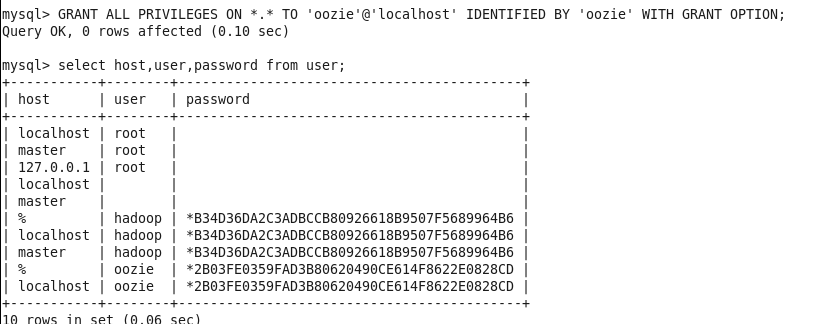 mysql> GRANT ALL PRIVILEGES ON *.* TO 'oozie'@'localhost' IDENTIFIED BY 'oozie' WITH GRANT OPTION;
Query OK, 0 rows affected (0.10 sec)
mysql> select host,user,password from user;
+-----------+--------+-------------------------------------------+
| host      | user   | password                                  |
+-----------+--------+-------------------------------------------+
| localhost | root   |                                           |
| master    | root   |                                           |
| 127.0.0.1 | root   |                                           |
| localhost |        |                                           |
| master    |        |                                           |
| %         | hadoop | *B34D36DA2C3ADBCCB80926618B9507F5689964B6 |
| localhost | hadoop | *B34D36DA2C3ADBCCB80926618B9507F5689964B6 |
| master    | hadoop | *B34D36DA2C3ADBCCB80926618B9507F5689964B6 |
| %         | oozie  | *2B03FE0359FAD3B80620490CE614F8622E0828CD |
| localhost | oozie  | *2B03FE0359FAD3B80620490CE614F8622E0828CD |
+-----------+--------+-------------------------------------------+
10 rows in set (0.06 sec)